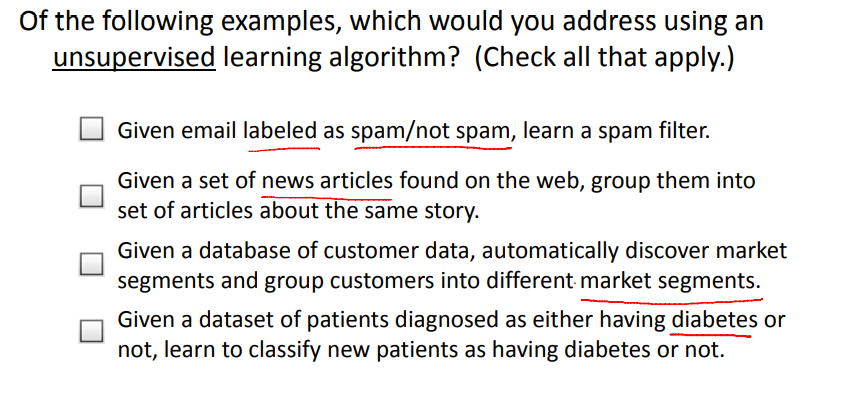 Of the following examples, which would you address using an
unsupervised learning algorithm? (Check all that apply.)
Given email labeled as spam/not spam, learn a spam filter.
Given a set of news articles found on the web, group them into
set of articles about the same story.
Given a database of customer data, automatically discover market
segments and group customers into different market segments.
Given a dataset of patients diagnosed as either having diabetes or
not, learn to classify new patients as having diabetes or not.